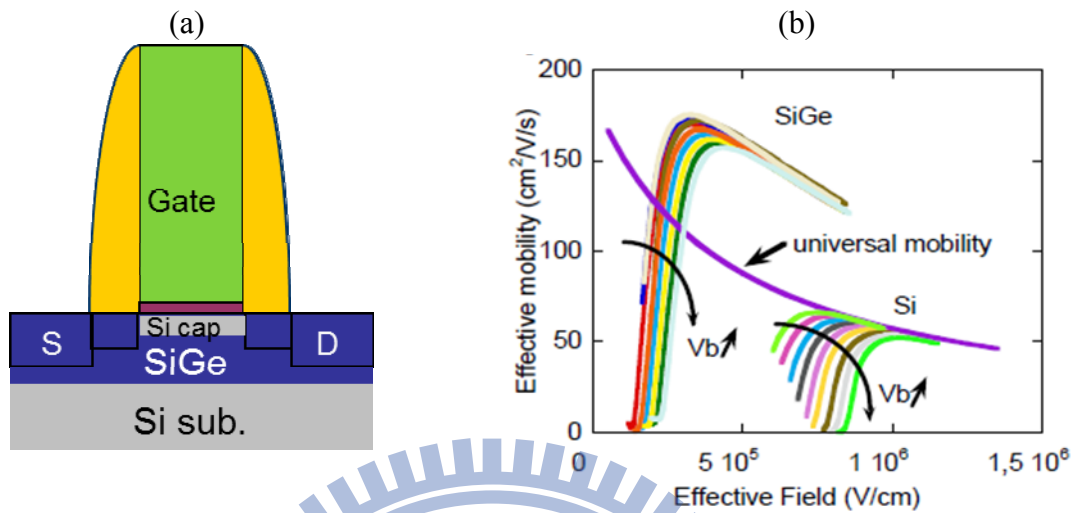 (a)
Gate
Si cap
S
D
SiGe
Si sub.
(b)
Effective mobility (cm²/V/s)
200
150
100
50
0
SiGe
universal mobility
Si
Vb
Vb
0
5 10⁵
1 10⁶
1,5 10⁶
Effective Field (V/cm)